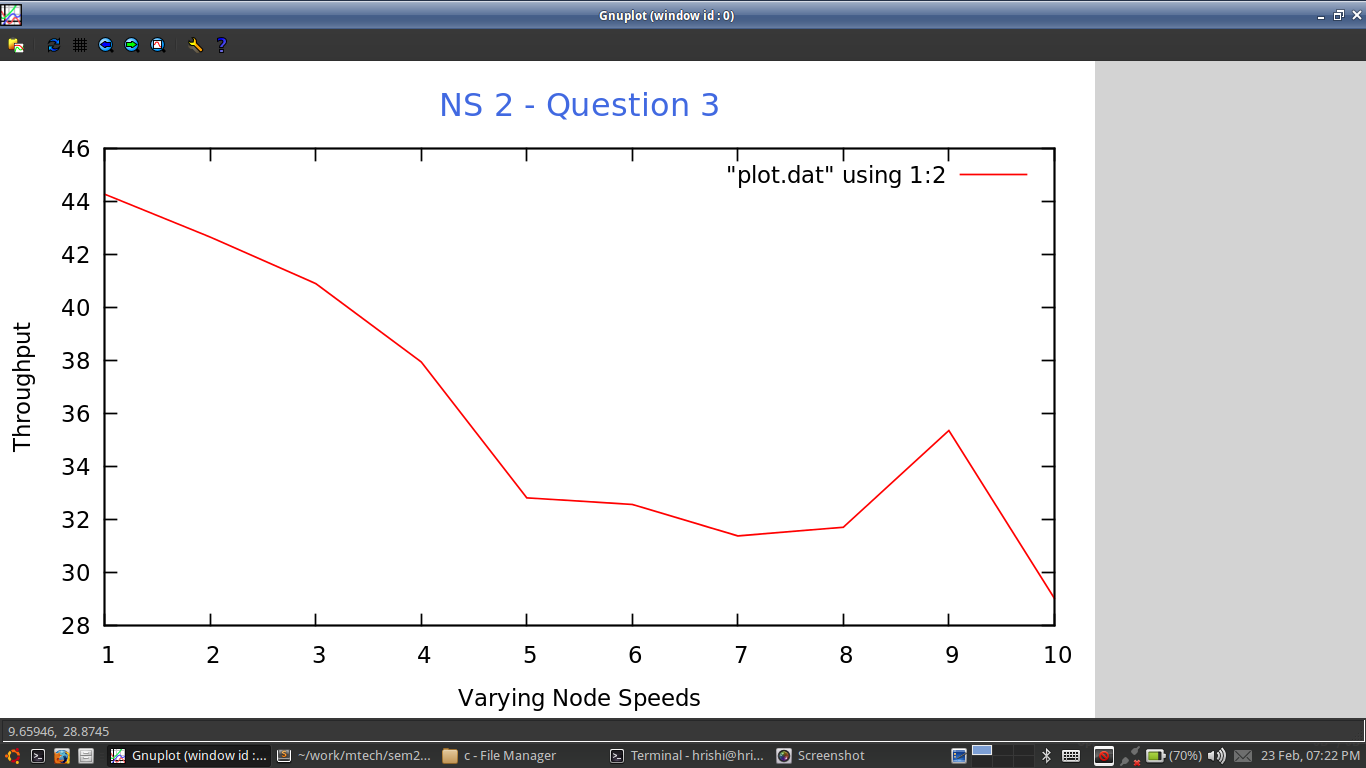 Gnuplot (window id : 0)
NS 2 - Question 3
"plot.dat" using 1:2
46
44
42
40
38
36
34
32
30
28
Throughput
1 2 3 4 5 6 7 8 9 10
Varying Node Speeds
9.65946, 28.8745
Gnuplot (window id :... ~/work/mtech/sem2... c - File Manager Terminal - hrishi@hri... Screenshot (70%) 23 Feb, 07:22 PM